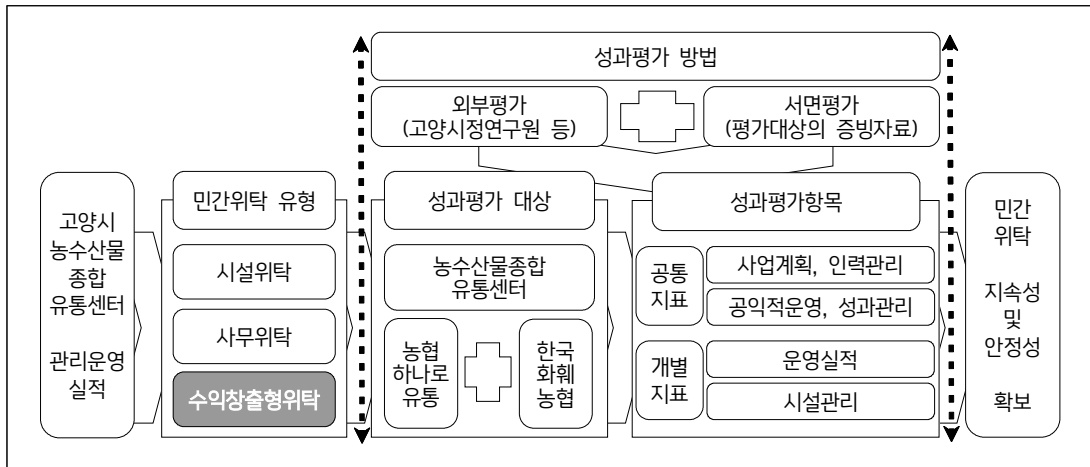 성과평가 방법
외부평가
(고양시정연구원 등)
서면평가
(평가대상의 증빙자료)
고양시
농수산물
종합
유통센터
관리운영
실적
민간위탁 유형
시설위탁
사무위탁
수익창출형위탁
성과평가 대상
농수산물종합
유통센터
농협
하나로
유통
한국
화훼
농협
성과평가항목
공통
지표
사업계획, 인력관리
공익적운영, 성과관리
개별
지표
운영실적
시설관리
민간
위탁
지속성
및
안정성
확보